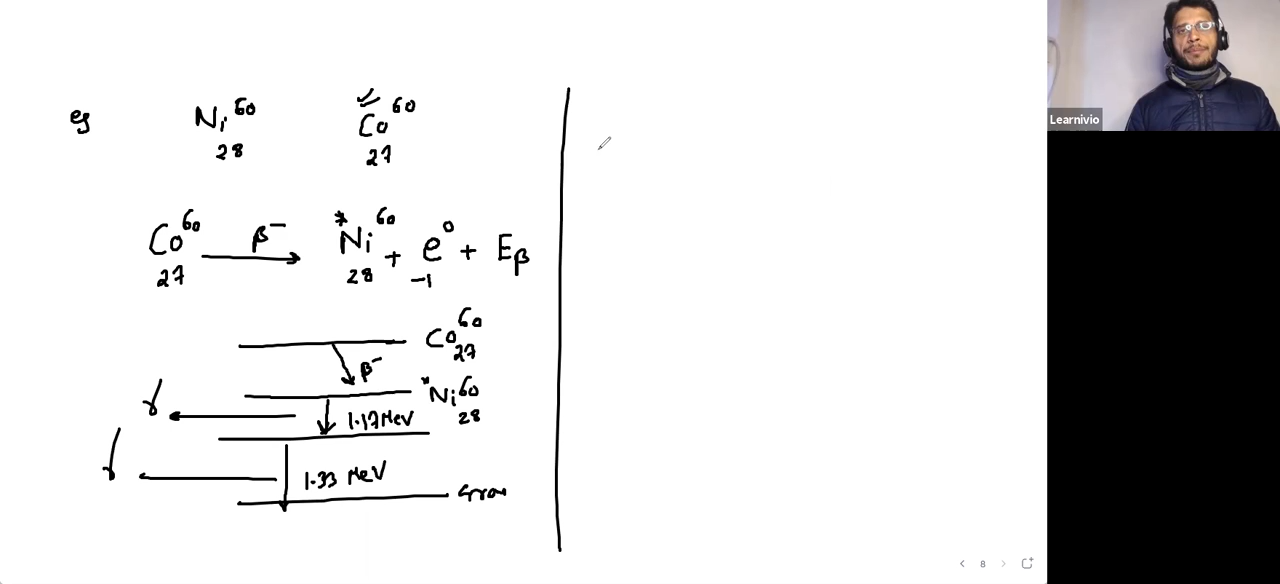 eg Ni 60 28 Co 60 27
Co 60 27 β⁻ → *Ni 60 28 + e 0 -1 + Eβ
Co 60 27
β⁻
*Ni 60 28
γ 1.17 MeV
γ 1.33 MeV
Learnivio
8